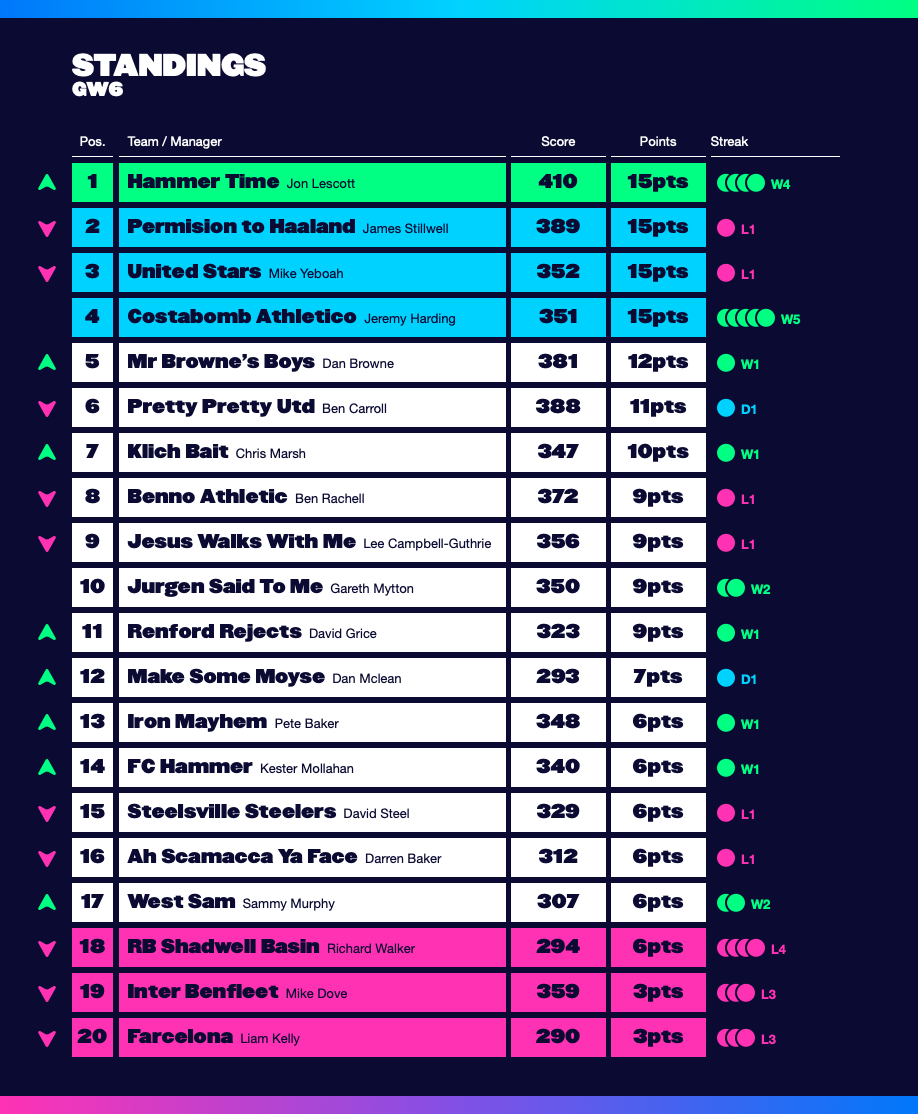 STANDINGS
GW6
Pos. Team / Manager Score Points Streak
1 Hammer Time Jon Lescott 410 15pts W4
2 Permision to Haaland James Stillwell 389 15pts L1
3 United Stars Mike Yeboah 352 15pts L1
4 Costabomb Athletico Jeremy Harding 351 15pts W5
5 Mr Browne’s Boys Dan Browne 381 12pts W1
6 Pretty Pretty Utd Ben Carroll 388 11pts D1
7 Klich Bait Chris Marsh 347 10pts W1
8 Benno Athletic Ben Rachell 372 9pts L1
9 Jesus Walks With Me Lee Campbell-Guthrie 356 9pts L1
10 Jurgen Said To Me Gareth Mytton 350 9pts W2
11 Renford Rejects David Grice 323 9pts W1
12 Make Some Moyse Dan Mclean 293 7pts D1
13 Iron Mayhem Pete Baker 348 6pts W1
14 FC Hammer Kester Mollahan 340 6pts W1
15 Steelsville Steelers David Steel 329 6pts L1
16 Ah Scamacca Ya Face Darren Baker 312 6pts L1
17 West Sam Sammy Murphy 307 6pts W2
18 RB Shadwell Basin Richard Walker 294 6pts L4
19 Inter Benfleet Mike Dove 359 3pts L3
20 Farcelona Liam Kelly 290 3pts L3